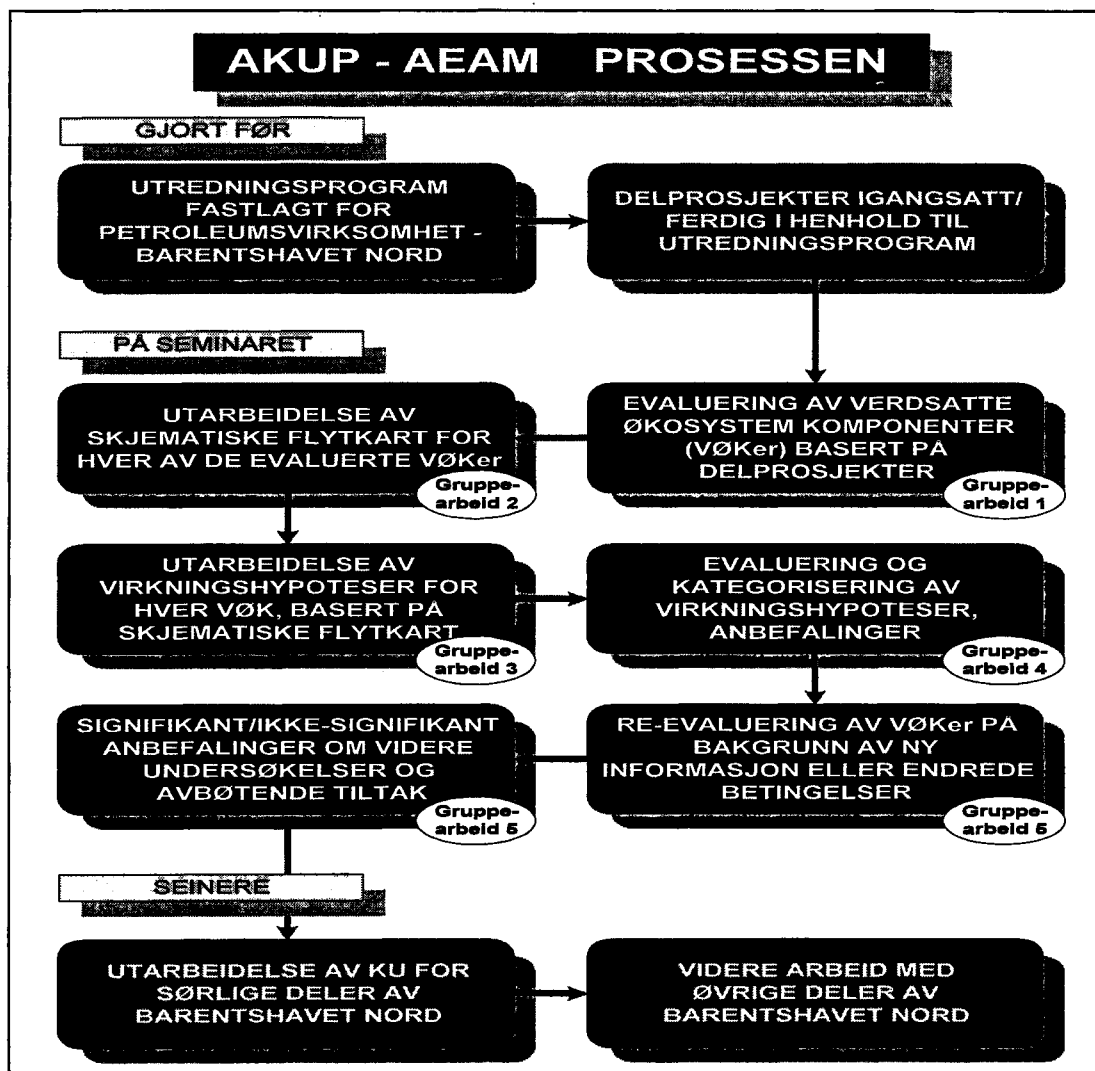 AKUP - AEAM PROSESSEN
GJORT FØR
UTREDNINGSPROGRAM
FASTLAGT FOR
PETROLEUMSVIRKSOMHET -
BARENTSHAVET NORD
DELPROSJEKTER IGANGSATT/
FERDIG I HENHOLD TIL
UTREDNINGSPROGRAM
PÅ SEMINARET
EVALUERING AV VERDSATTE
ØKOSYSTEM KOMPONENTER
(VØKer) BASERT PÅ
DELPROSJEKTER
Gruppe-
arbeid 1
UTARBEIDELSE AV
SKJEMATISKE FLYTKART FOR
HVER AV DE EVALUERTE VØKer
Gruppe-
arbeid 2
UTARBEIDELSE AV
VIRKNINGSHYPOTESER FOR
HVER VØK, BASERT PÅ
SKJEMATISKE FLYTKART
Gruppe-
arbeid 3
EVALUERING OG
KATEGORISERING AV
VIRKNINGSHYPOTESER,
ANBEFALINGER
Gruppe-
arbeid 4
RE-EVALUERING AV VØKer PÅ
BAKGRUNN AV NY
INFORMASJON ELLER ENDREDE
BETINGELSER
Gruppe-
arbeid 5
SIGNIFIKANT/IKKE-SIGNIFIKANT
ANBEFALINGER OM VIDERE
UNDERSØKELSER OG
AVBØTENDE TILTAK
Gruppe-
arbeid 5
SEINERE
UTARBEIDELSE AV KU FOR
SØRLIGE DELER AV
BARENTSHAVET NORD
VIDERE ARBEID MED
ØVRIGE DELER AV
BARENTSHAVET NORD